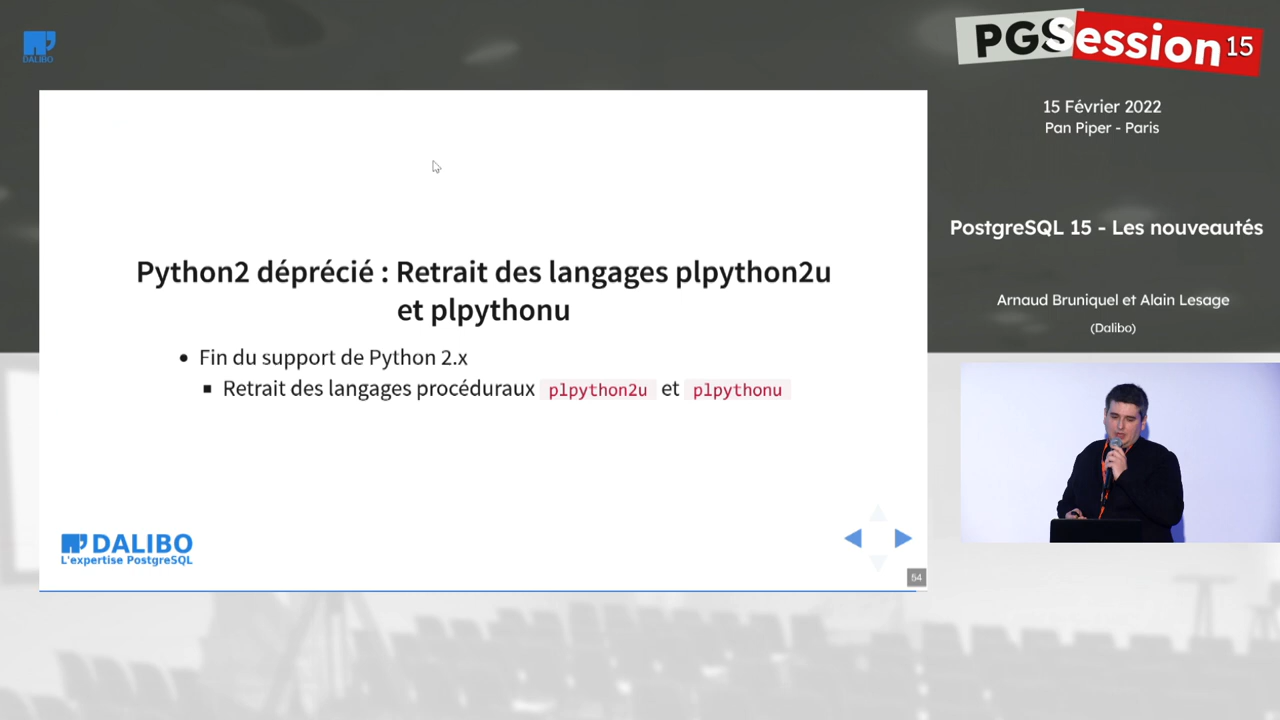 DALIBO
PGSession 15
15 Février 2022
Pan Piper - Paris
PostgreSQL 15 - Les nouveautés
Arnaud Bruniquel et Alain Lesage
(Dalibo)
Python2 déprécié : Retrait des langages plpython2u
et plpythonu
Fin du support de Python 2.x
Retrait des langages procéduraux plpython2u et plpythonu
DALIBO
L'expertise PostgreSQL
54